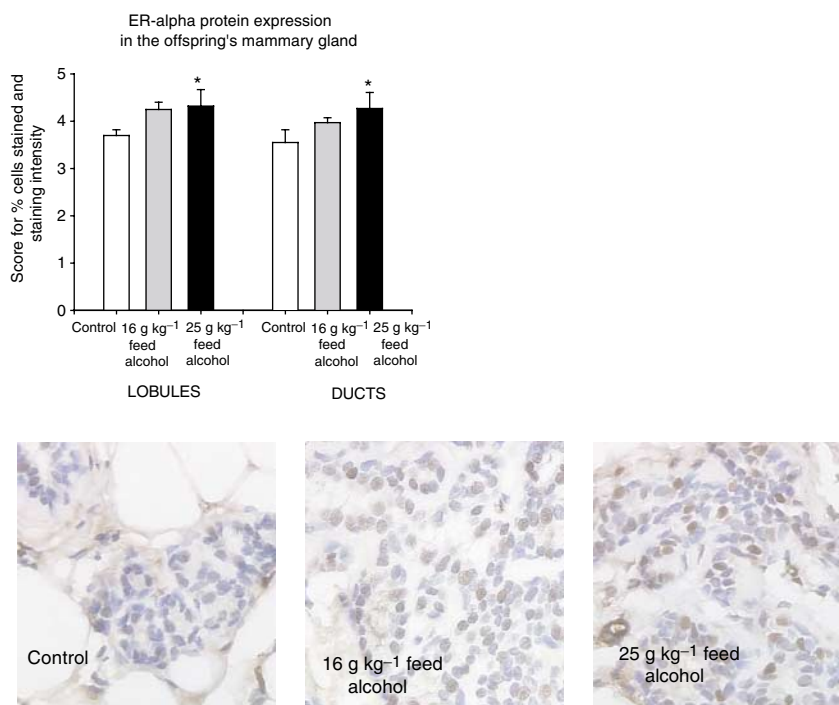 ER-alpha protein expression
in the offspring's mammary gland
Score for % cells stained and
staining intensity
5
4
3
2
1
0
*
*
Control 16 g kg⁻¹ 25 g kg⁻¹ Control 16 g kg⁻¹ 25 g kg⁻¹
feed feed feed feed
alcohol alcohol alcohol alcohol
LOBULES DUCTS
Control
16 g kg⁻¹ feed
alcohol
25 g kg⁻¹ feed
alcohol